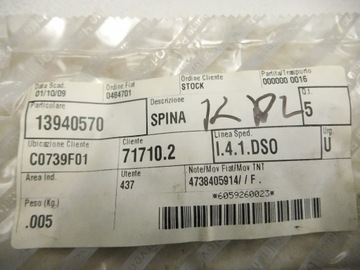 Data Scad. Ordine Fiat Ordine Cliente Partita/Trasporto
01/10/09 0484701 STOCK 000000 0016
Particolare Descrizione Q.
13940570 SPINA 5
Ubicazione Cliente Cliente Linea Sped. Urg.
C0739F01 71710.2 I.4.1.DSO U
Area Ind. Utente Note/Mov Fiat/Mov TNT
437 4738405914/ / F .
Peso (Kg.) *6059260023*
.005